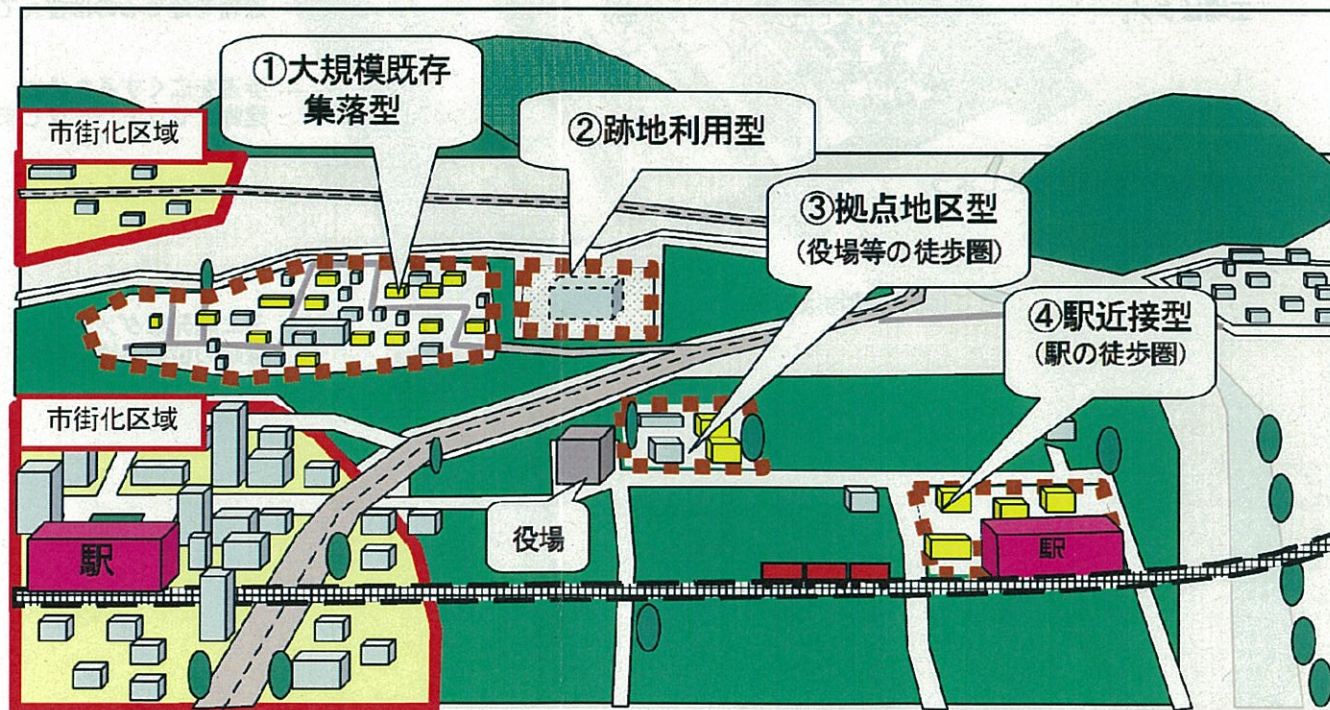 ①大規模既存
集落型
②跡地利用型
市街化区域
③拠点地区型
(役場等の徒歩圏)
④駅近接型
(駅の徒歩圏)
市街化区域
役場
駅
駅